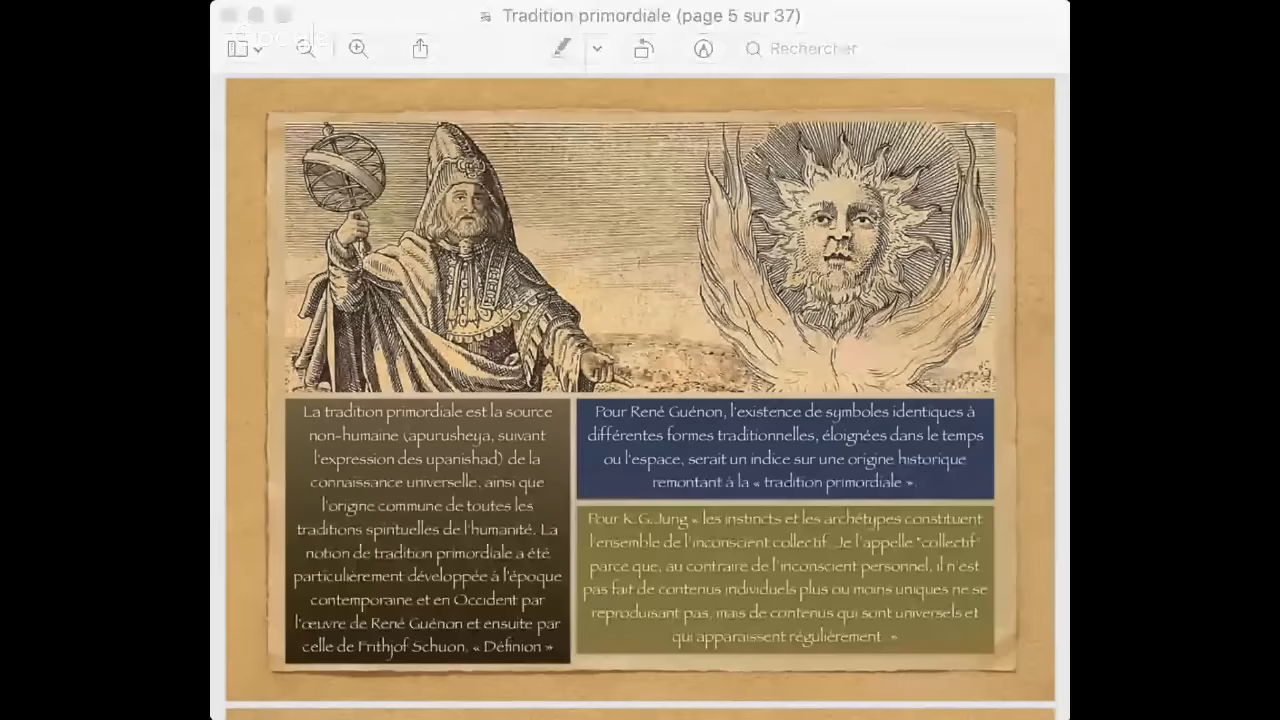 Tradition primordiale (page 5 sur 37)
Rechercher
La tradition primordiale est la source
non-humaine (apurusheya, suivant
l'expression des upanishad) de la
connaissance universelle, ainsi que
l'origine commune de toutes les
traditions spirituelles de l'humanité. La
notion de tradition primordiale a été
particulièrement développée à l'époque
contemporaine et en Occident par
l'œuvre de René Guénon et ensuite par
celle de Frithjof Schuon. « Définion »
Pour René Guénon, l'existence de symboles identiques à
différentes formes traditionnelles, éloignées dans le temps
ou l'espace, serait un indice sur une origine historique
remontant à la « tradition primordiale ».
Pour K.G.Jung « les instincts et les archétypes constituent
l'ensemble de l'inconscient collectif. Je l'appelle "collectif"
parce que, au contraire de l'inconscient personnel, il n'est
pas fait de contenus individuels plus ou moins uniques ne se
reproduisant pas, mais de contenus qui sont universels et
qui apparaissent régulièrement. »